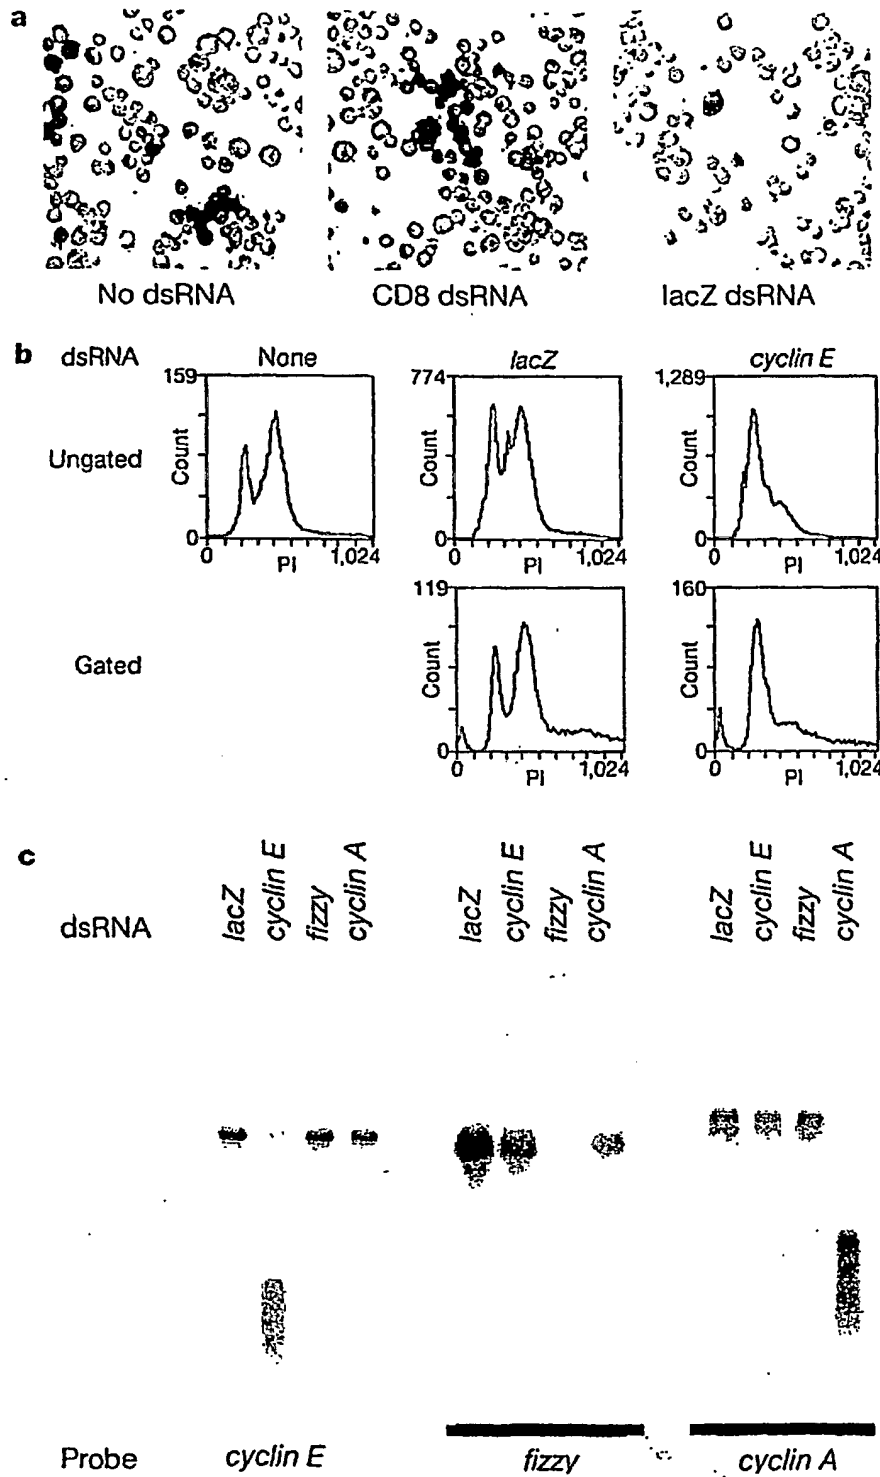 a
No dsRNA CD8 dsRNA lacZ dsRNA
b dsRNA None lacZ cyclin E
159 774 1,289
Ungated Count Count Count
0 0 0
0 1,024 0 1,024 0 1,024
PI PI PI
119 160
Gated Count Count
0 0
0 1,024 0 1,024
PI PI
c
dsRNA lacZ cyclin E fizzy cyclin A lacZ cyclin E fizzy cyclin A lacZ cyclin E fizzy cyclin A
Probe cyclin E fizzy cyclin A